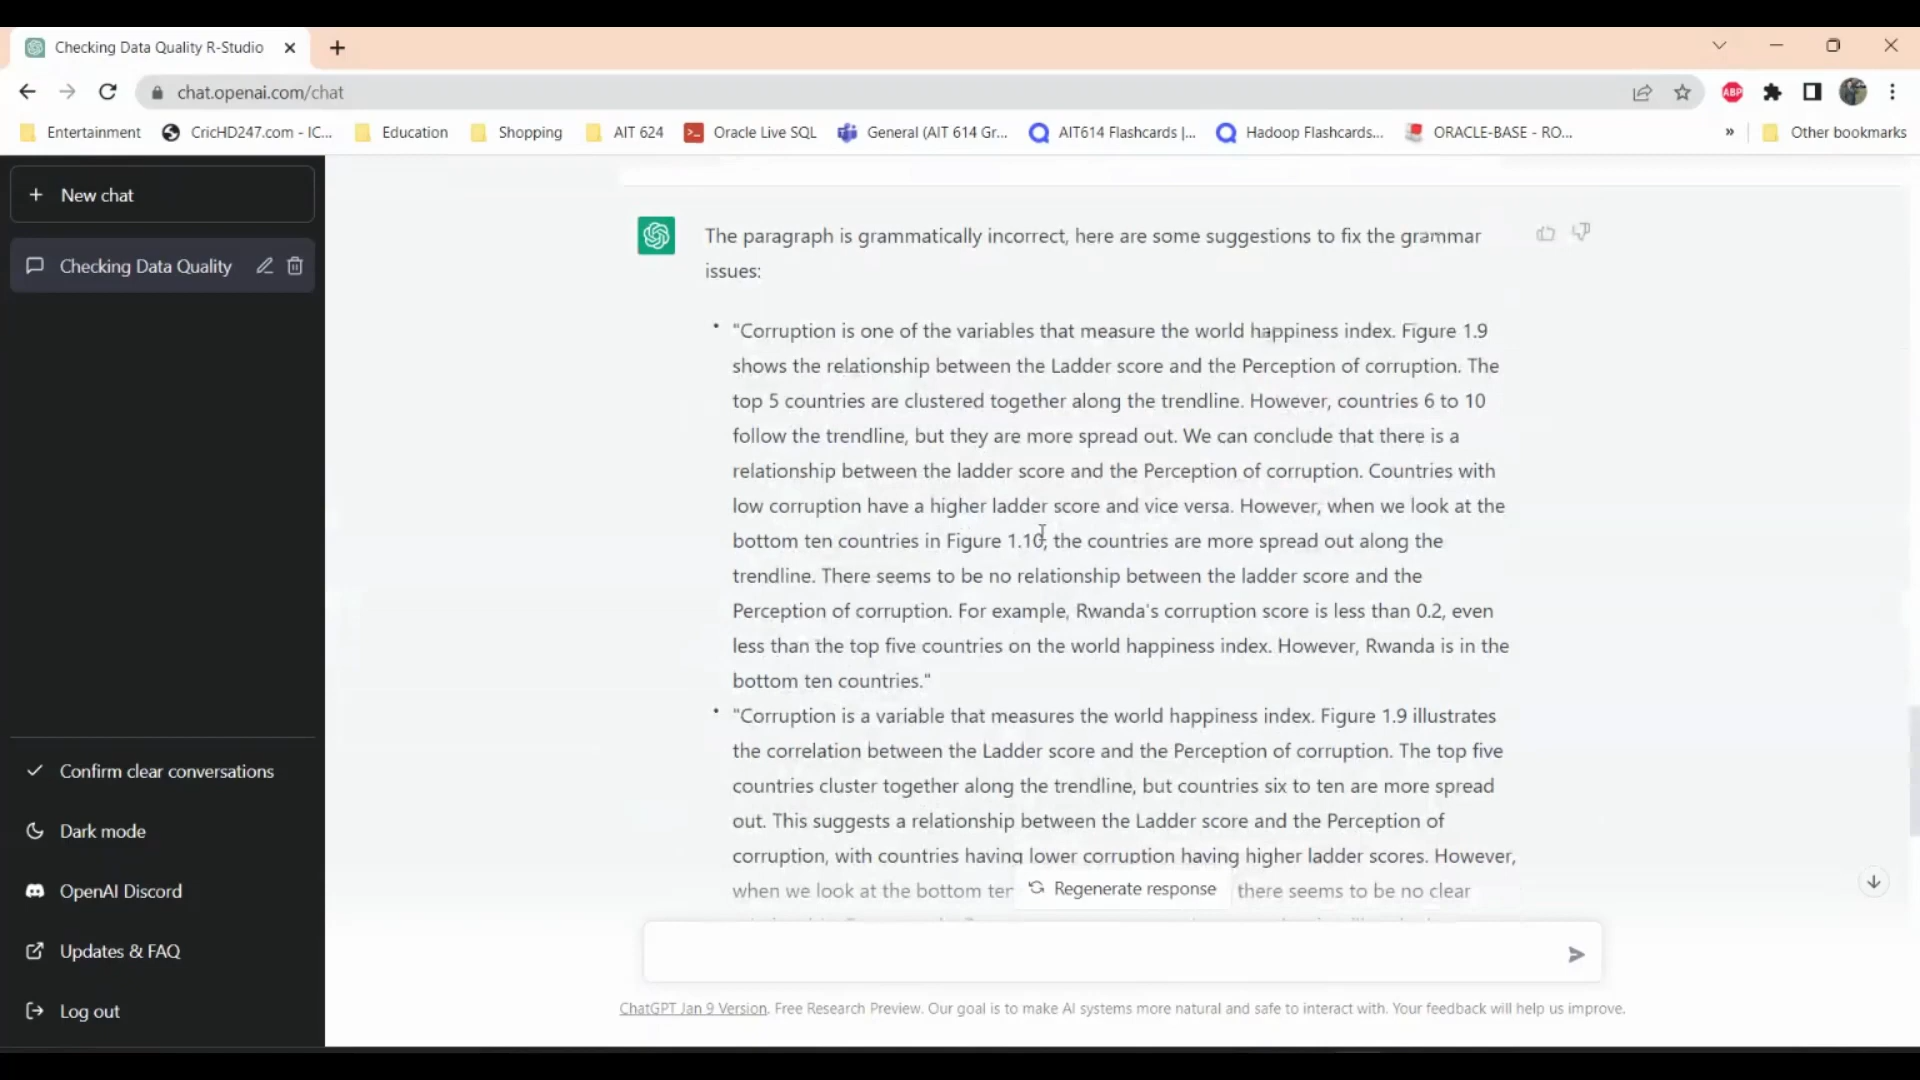 Checking Data Quality R-Studio
chat.openai.com/chat
ABP
Entertainment
CricHD247.com - IC...
Education
Shopping
AIT 624
Oracle Live SQL
General (AIT 614 Gr...
AIT614 Flashcards |...
Hadoop Flashcards...
ORACLE-BASE - RO...
»
Other bookmarks
New chat
Checking Data Quality
The paragraph is grammatically incorrect, here are some suggestions to fix the grammar
issues:
• "Corruption is one of the variables that measure the world happiness index. Figure 1.9
shows the relationship between the Ladder score and the Perception of corruption. The
top 5 countries are clustered together along the trendline. However, countries 6 to 10
follow the trendline, but they are more spread out. We can conclude that there is a
relationship between the ladder score and the Perception of corruption. Countries with
low corruption have a higher ladder score and vice versa. However, when we look at the
bottom ten countries in Figure 1.10, the countries are more spread out along the
trendline. There seems to be no relationship between the ladder score and the
Perception of corruption. For example, Rwanda's corruption score is less than 0.2, even
less than the top five countries on the world happiness index. However, Rwanda is in the
bottom ten countries."
• "Corruption is a variable that measures the world happiness index. Figure 1.9 illustrates
the correlation between the Ladder score and the Perception of corruption. The top five
countries cluster together along the trendline, but countries six to ten are more spread
out. This suggests a relationship between the Ladder score and the Perception of
corruption, with countries having lower corruption having higher ladder scores. However,
when we look at the bottom ter there seems to be no clear
Regenerate response
Confirm clear conversations
Dark mode
OpenAI Discord
Updates & FAQ
Log out
ChatGPT Jan 9 Version. Free Research Preview. Our goal is to make AI systems more natural and safe to interact with. Your feedback will help us improve.